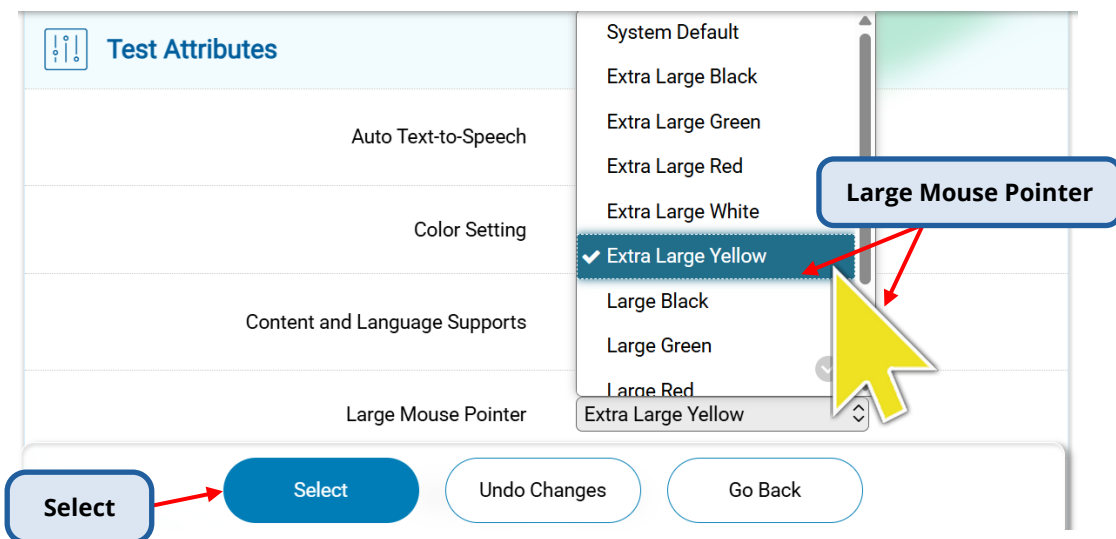 Test Attributes
Auto Text-to-Speech
Color Setting
Content and Language Supports
Large Mouse Pointer
System Default
Extra Large Black
Extra Large Green
Extra Large Red
Extra Large White
Extra Large Yellow
Large Black
Large Green
Large Red
Extra Large Yellow
Large Mouse Pointer
Select
Select
Undo Changes
Go Back